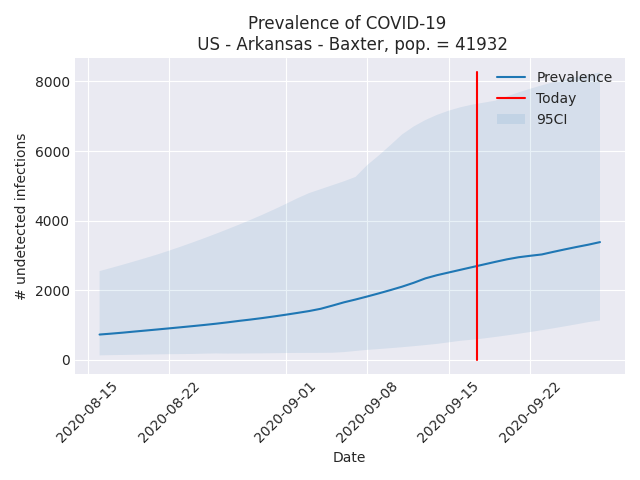 Prevalence of COVID-19
US - Arkansas - Baxter, pop. = 41932
Prevalence
Today
95CI
# undetected infections
8000
6000
4000
2000
0
2020-08-15
2020-08-22
2020-09-01
2020-09-08
2020-09-15
2020-09-22
Date